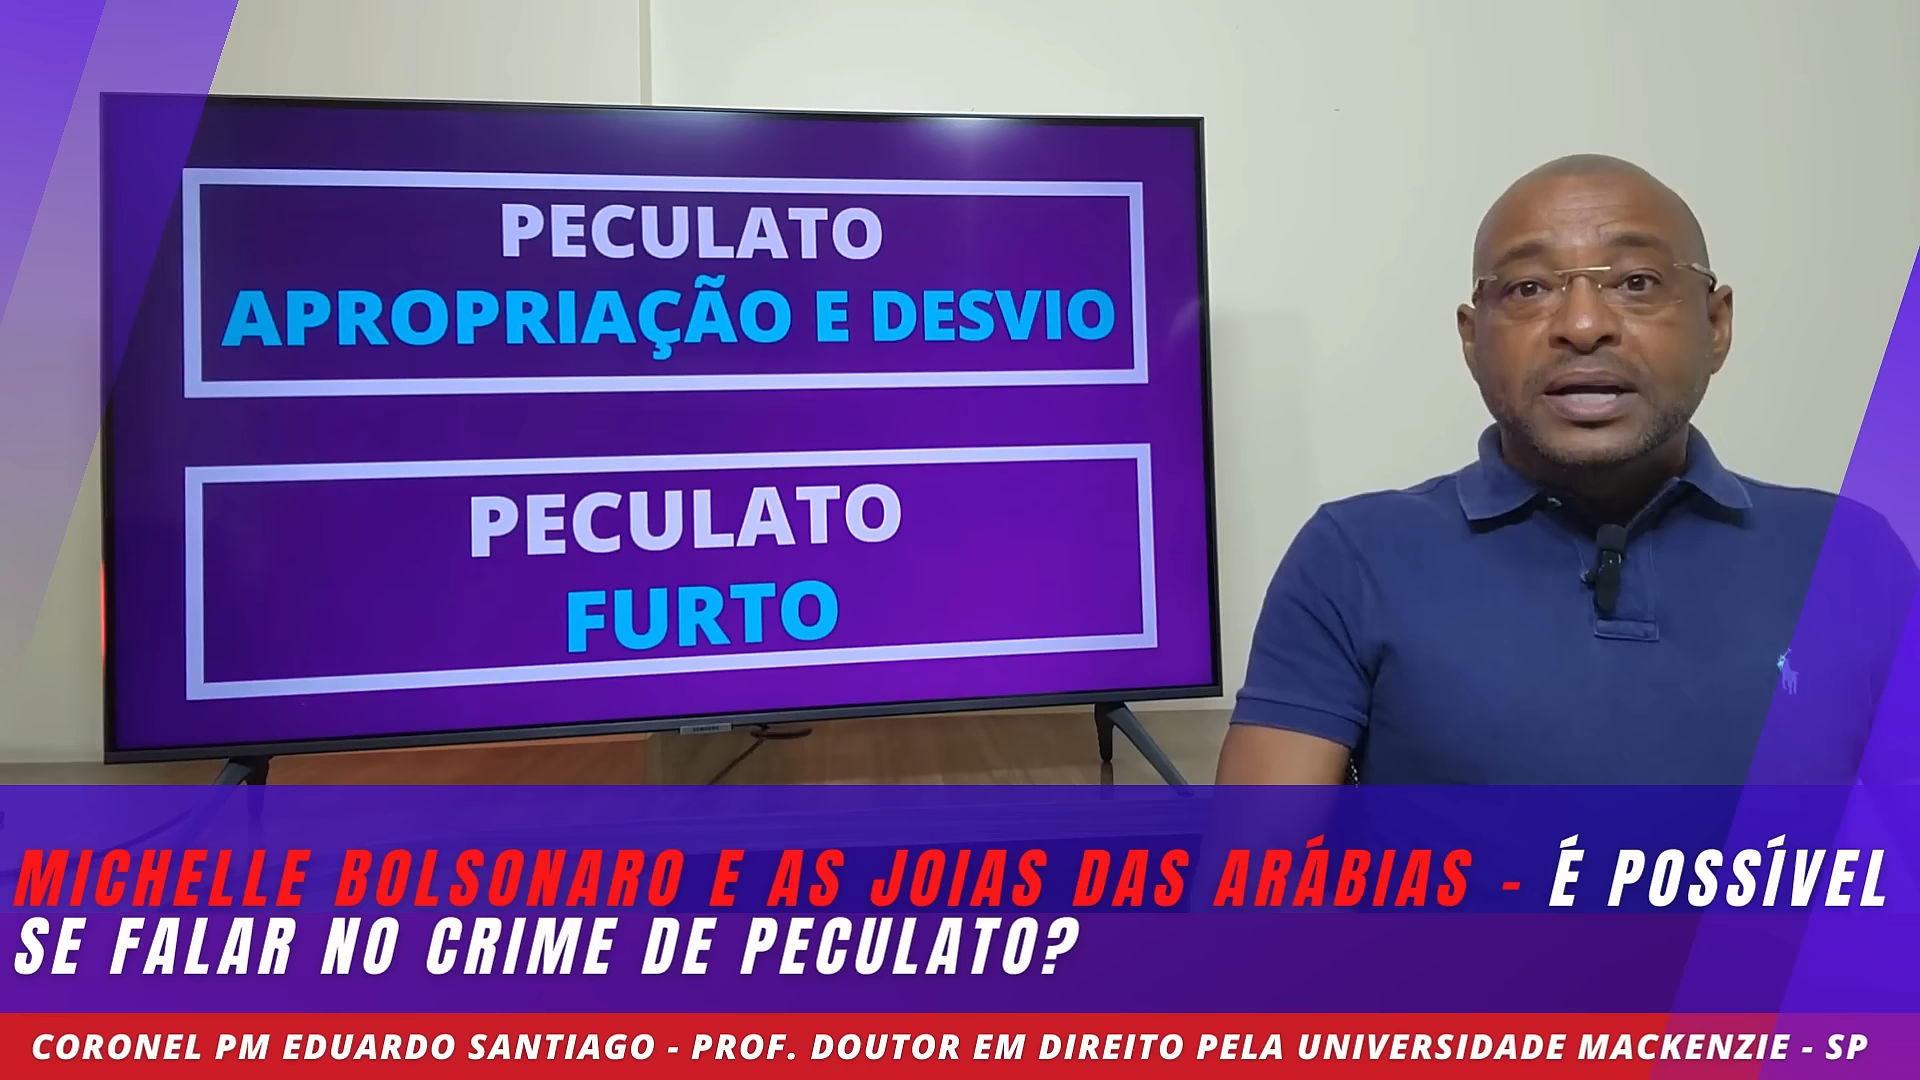 PECULATO
APROPRIAÇÃO E DESVIO
PECULATO
FURTO
SAMSUNG
MICHELLE BOLSONARO E AS JOIAS DAS ARÁBIAS - É POSSÍVEL
SE FALAR NO CRIME DE PECULATO?
CORONEL PM EDUARDO SANTIAGO - PROF. DOUTOR EM DIREITO PELA UNIVERSIDADE MACKENZIE - SP